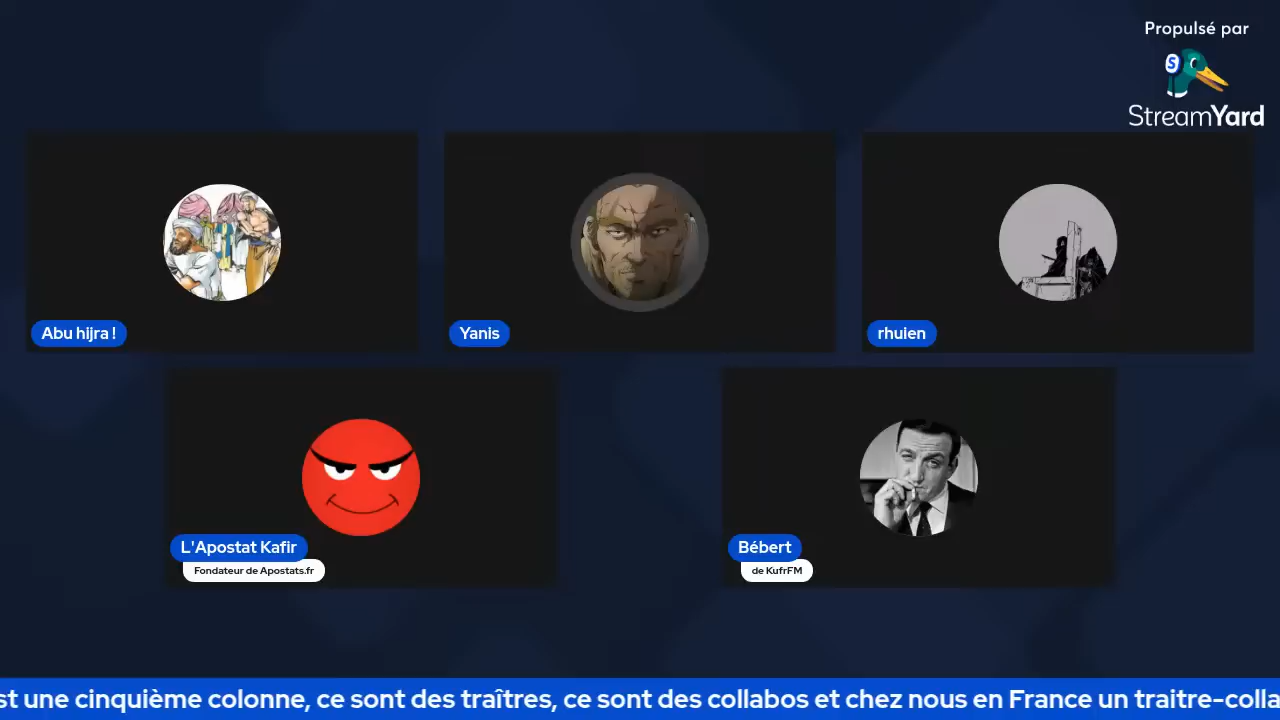 Propulsé par
S
StreamYard
Abu hijra !
Yanis
rhuien
L'Apostat Kafir
Fondateur de Apostats.fr
Bébert
de KufrFM
st une cinquième colonne, ce sont des traîtres, ce sont des collabos et chez nous en France un traitre-colla